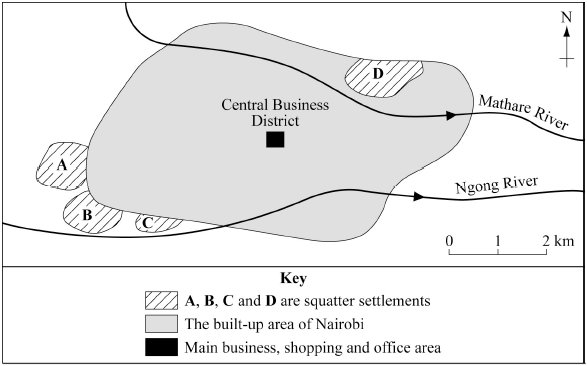 N
D
Central Business
District
Mathare River
A
Ngong River
B
C
0 1 2 km
Key
A, B, C and D are squatter settlements
The built-up area of Nairobi
Main business, shopping and office area